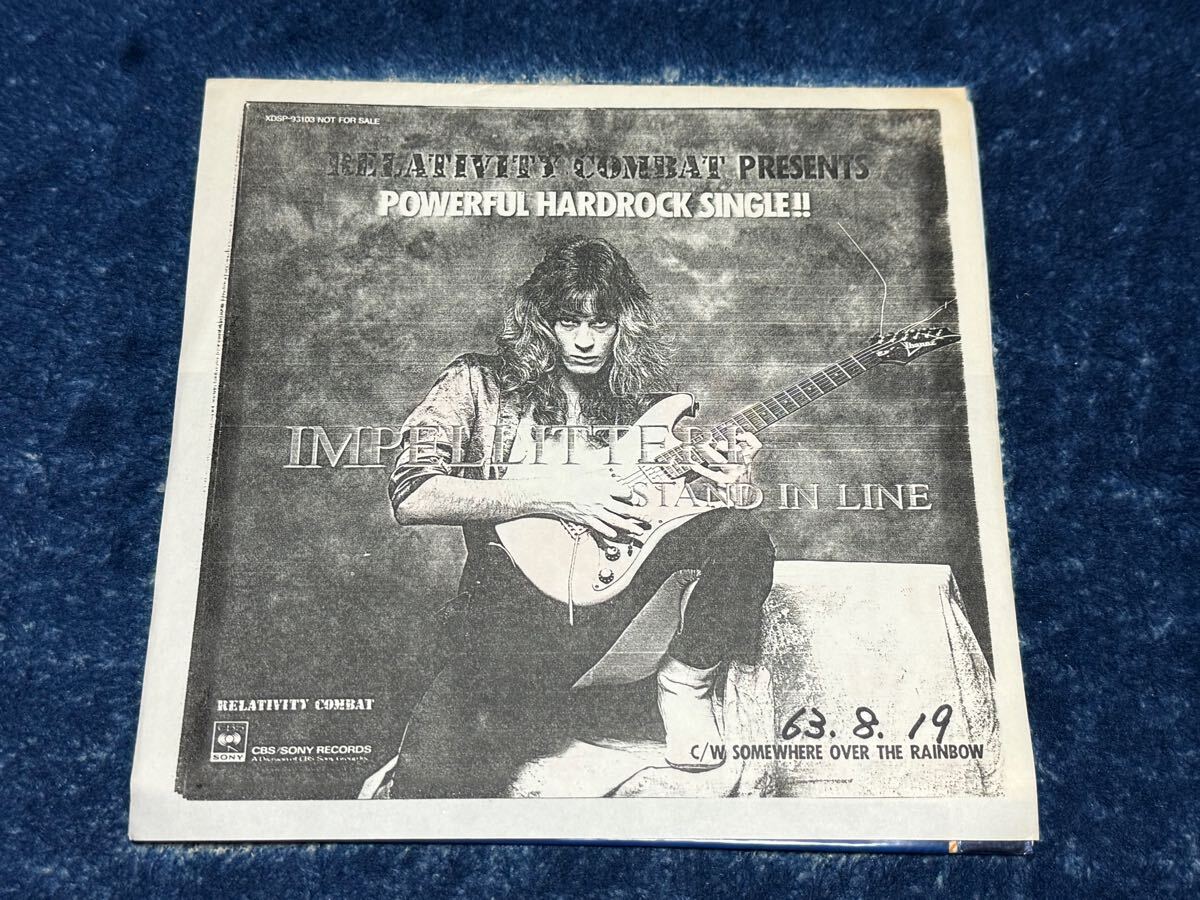 XDSP-93103 NOT FOR SALE
RELATIVITY COMBAT PRESENTS
POWERFUL HARDROCK SINGLE!!
Ibanez
IMPELLITTERI
STAND IN LINE
RELATIVITY COMBAT
CBS
SONY
CBS/SONY RECORDS
63.8.19
C/W SOMEWHERE OVER THE RAINBOW